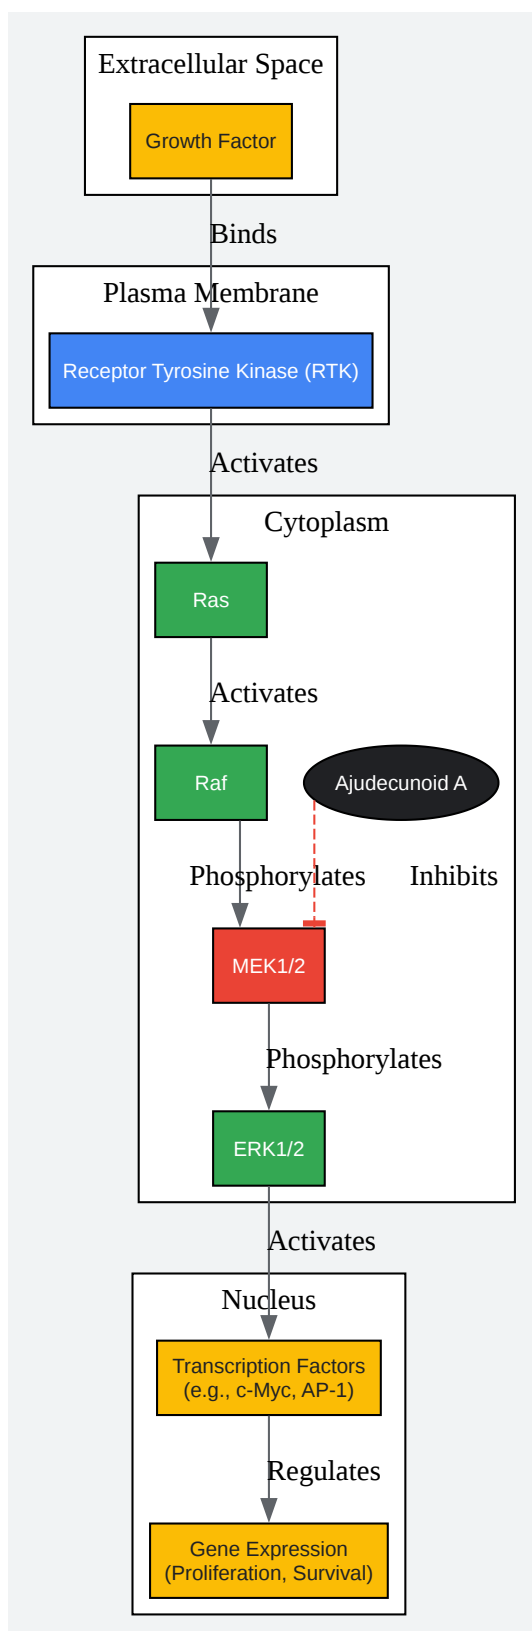 Extracellular Space
Growth Factor
Binds
Plasma Membrane
Receptor Tyrosine Kinase (RTK)
Activates
Cytoplasm
Ras
Activates
Raf
Ajudecunoid A
Phosphorylates
Inhibits
MEK1/2
Phosphorylates
ERK1/2
Activates
Nucleus
Transcription Factors
(e.g., c-Myc, AP-1)
Regulates
Gene Expression
(Proliferation, Survival)